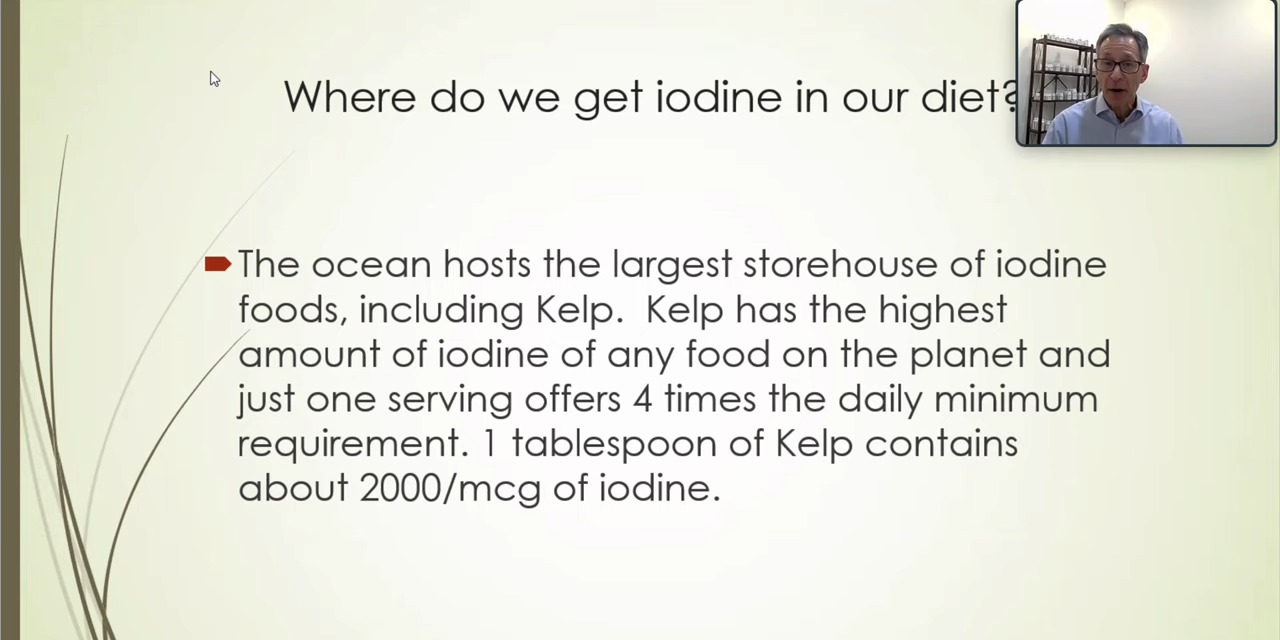 Where do we get iodine in our diet?
The ocean hosts the largest storehouse of iodine
foods, including Kelp.  Kelp has the highest
amount of iodine of any food on the planet and
just one serving offers 4 times the daily minimum
requirement. 1 tablespoon of Kelp contains
about 2000/mcg of iodine.